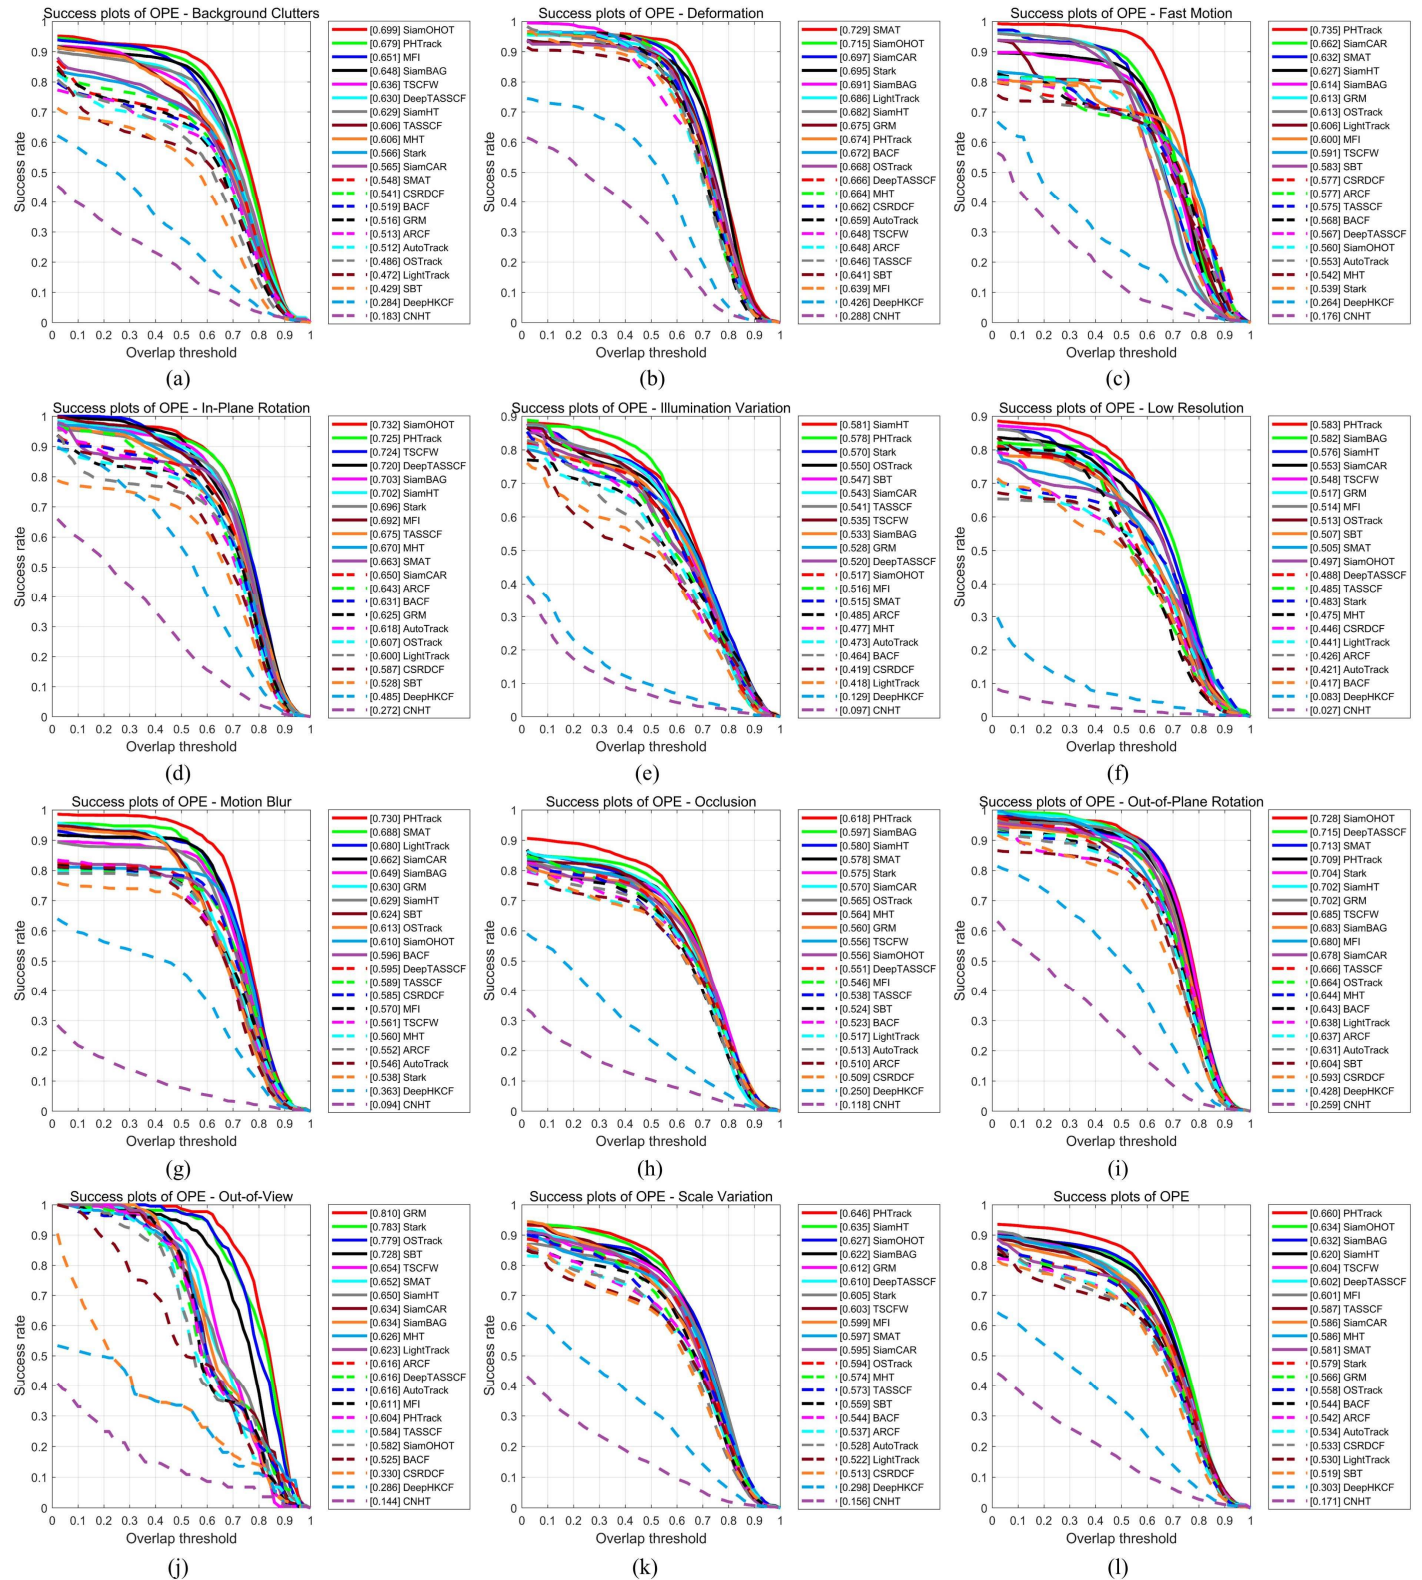 Success plots of OPE - Background Clutters
[0.699] SiamOHOT
[0.679] PHTrack
[0.651] MFI
[0.648] SiamBAG
[0.636] TSCFW
[0.630] DeepTASSCF
[0.629] SiamHT
[0.606] TASSCF
[0.606] MHT
[0.566] Stark
[0.565] SiamCAR
[0.548] SMAT
[0.541] CSRDCF
[0.519] BACF
[0.516] GRM
[0.513] ARCF
[0.512] AutoTrack
[0.486] OSTrack
[0.472] LightTrack
[0.429] SBT
[0.284] DeepHKCF
[0.183] CNHT
Success rate
Overlap threshold
(a)
Success plots of OPE - Deformation
[0.729] SMAT
[0.715] SiamOHOT
[0.697] SiamCAR
[0.695] Stark
[0.691] SiamBAG
[0.686] LightTrack
[0.682] SiamHT
[0.675] GRM
[0.674] PHTrack
[0.672] BACF
[0.668] OSTrack
[0.666] DeepTASSCF
[0.664] MHT
[0.662] CSRDCF
[0.659] AutoTrack
[0.648] TSCFW
[0.648] ARCF
[0.646] TASSCF
[0.641] SBT
[0.639] MFI
[0.426] DeepHKCF
[0.288] CNHT
Success rate
Overlap threshold
(b)
Success plots of OPE - Fast Motion
[0.735] PHTrack
[0.662] SiamCAR
[0.632] SMAT
[0.627] SiamHT
[0.614] SiamBAG
[0.613] GRM
[0.613] OSTrack
[0.606] LightTrack
[0.600] MFI
[0.591] TSCFW
[0.583] SBT
[0.577] CSRDCF
[0.577] ARCF
[0.575] TASSCF
[0.568] BACF
[0.567] DeepTASSCF
[0.560] SiamOHOT
[0.553] AutoTrack
[0.542] MHT
[0.539] Stark
[0.264] DeepHKCF
[0.176] CNHT
Success rate
Overlap threshold
(c)
Success plots of OPE - In-Plane Rotation
[0.732] SiamOHOT
[0.725] PHTrack
[0.724] TSCFW
[0.720] DeepTASSCF
[0.703] SiamBAG
[0.702] SiamHT
[0.696] Stark
[0.692] MFI
[0.675] TASSCF
[0.670] MHT
[0.663] SMAT
[0.650] SiamCAR
[0.643] ARCF
[0.631] BACF
[0.625] GRM
[0.618] AutoTrack
[0.607] OSTrack
[0.600] LightTrack
[0.587] CSRDCF
[0.528] SBT
[0.485] DeepHKCF
[0.272] CNHT
Success rate
Overlap threshold
(d)
Success plots of OPE - Illumination Variation
[0.581] SiamHT
[0.578] PHTrack
[0.570] Stark
[0.550] OSTrack
[0.547] SBT
[0.543] SiamCAR
[0.541] TASSCF
[0.535] TSCFW
[0.533] SiamBAG
[0.528] GRM
[0.520] DeepTASSCF
[0.517] SiamOHOT
[0.516] MFI
[0.515] SMAT
[0.485] ARCF
[0.477] MHT
[0.473] AutoTrack
[0.464] BACF
[0.419] CSRDCF
[0.418] LightTrack
[0.129] DeepHKCF
[0.097] CNHT
Success rate
Overlap threshold
(e)
Success plots of OPE - Low Resolution
[0.583] PHTrack
[0.582] SiamBAG
[0.576] SiamHT
[0.553] SiamCAR
[0.548] TSCFW
[0.517] GRM
[0.514] MFI
[0.513] OSTrack
[0.507] SBT
[0.505] SMAT
[0.497] SiamOHOT
[0.488] DeepTASSCF
[0.485] TASSCF
[0.483] Stark
[0.475] MHT
[0.446] CSRDCF
[0.441] LightTrack
[0.426] ARCF
[0.421] AutoTrack
[0.417] BACF
[0.083] DeepHKCF
[0.027] CNHT
Success rate
Overlap threshold
(f)
Success plots of OPE - Motion Blur
[0.730] PHTrack
[0.688] SMAT
[0.680] LightTrack
[0.662] SiamCAR
[0.649] SiamBAG
[0.630] GRM
[0.629] SiamHT
[0.624] SBT
[0.613] OSTrack
[0.610] SiamOHOT
[0.596] BACF
[0.595] DeepTASSCF
[0.589] TASSCF
[0.585] CSRDCF
[0.570] MFI
[0.561] TSCFW
[0.560] MHT
[0.552] ARCF
[0.546] AutoTrack
[0.538] Stark
[0.363] DeepHKCF
[0.094] CNHT
Success rate
Overlap threshold
(g)
Success plots of OPE - Occlusion
[0.618] PHTrack
[0.597] SiamBAG
[0.580] SiamHT
[0.578] SMAT
[0.575] Stark
[0.570] SiamCAR
[0.565] OSTrack
[0.564] MHT
[0.560] GRM
[0.556] TSCFW
[0.556] SiamOHOT
[0.551] DeepTASSCF
[0.546] MFI
[0.538] TASSCF
[0.524] SBT
[0.523] BACF
[0.517] LightTrack
[0.513] AutoTrack
[0.510] ARCF
[0.509] CSRDCF
[0.250] DeepHKCF
[0.118] CNHT
Success rate
Overlap threshold
(h)
Success plots of OPE - Out-of-Plane Rotation
[0.728] SiamOHOT
[0.715] DeepTASSCF
[0.713] SMAT
[0.709] PHTrack
[0.704] Stark
[0.702] SiamHT
[0.702] GRM
[0.685] TSCFW
[0.683] SiamBAG
[0.680] MFI
[0.678] SiamCAR
[0.666] TASSCF
[0.664] OSTrack
[0.644] MHT
[0.643] BACF
[0.638] LightTrack
[0.637] ARCF
[0.631] AutoTrack
[0.604] SBT
[0.593] CSRDCF
[0.428] DeepHKCF
[0.259] CNHT
Success rate
Overlap threshold
(i)
Success plots of OPE - Out-of-View
[0.810] GRM
[0.783] Stark
[0.779] OSTrack
[0.728] SBT
[0.654] TSCFW
[0.652] SMAT
[0.650] SiamHT
[0.634] SiamCAR
[0.634] SiamBAG
[0.626] MHT
[0.623] LightTrack
[0.616] ARCF
[0.616] DeepTASSCF
[0.616] AutoTrack
[0.611] MFI
[0.604] PHTrack
[0.584] TASSCF
[0.582] SiamOHOT
[0.525] BACF
[0.330] CSRDCF
[0.286] DeepHKCF
[0.144] CNHT
Success rate
Overlap threshold
(j)
Success plots of OPE - Scale Variation
[0.646] PHTrack
[0.635] SiamHT
[0.627] SiamOHOT
[0.622] SiamBAG
[0.612] GRM
[0.610] DeepTASSCF
[0.605] Stark
[0.603] TSCFW
[0.599] MFI
[0.597] SMAT
[0.595] SiamCAR
[0.594] OSTrack
[0.574] MHT
[0.573] TASSCF
[0.559] SBT
[0.544] BACF
[0.537] ARCF
[0.528] AutoTrack
[0.522] LightTrack
[0.513] CSRDCF
[0.298] DeepHKCF
[0.156] CNHT
Success rate
Overlap threshold
(k)
Success plots of OPE
[0.660] PHTrack
[0.634] SiamOHOT
[0.632] SiamBAG
[0.620] SiamHT
[0.604] TSCFW
[0.602] DeepTASSCF
[0.601] MFI
[0.587] TASSCF
[0.586] SiamCAR
[0.586] MHT
[0.581] SMAT
[0.579] Stark
[0.566] GRM
[0.558] OSTrack
[0.544] BACF
[0.542] ARCF
[0.534] AutoTrack
[0.533] CSRDCF
[0.530] LightTrack
[0.519] SBT
[0.303] DeepHKCF
[0.171] CNHT
Success rate
Overlap threshold
(l)